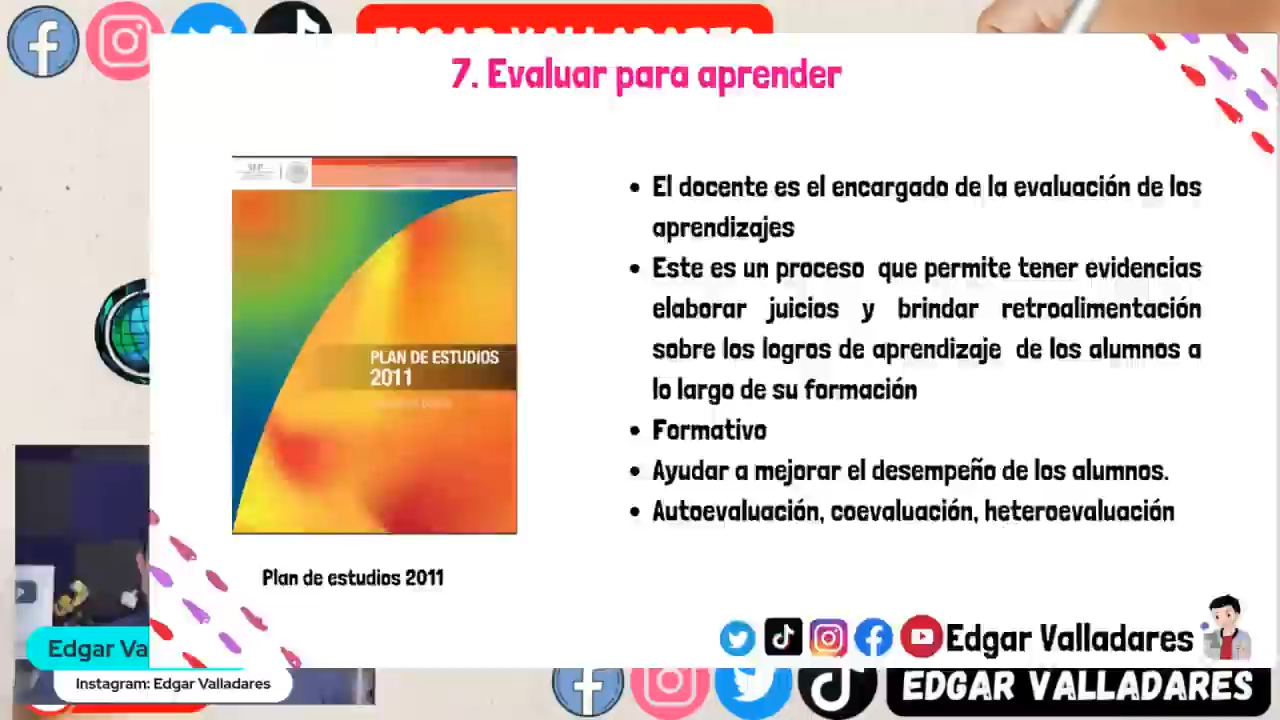 EDGAR VALLADARES
7. Evaluar para aprender
SEP
PLAN DE ESTUDIOS
2011
Plan de estudios 2011
• El docente es el encargado de la evaluación de los
aprendizajes
• Este es un proceso que permite tener evidencias
elaborar juicios y brindar retroalimentación
sobre los logros de aprendizaje de los alumnos a
lo largo de su formación
• Formativo
• Ayudar a mejorar el desempeño de los alumnos.
• Autoevaluación, coevaluación, heteroevaluación
Edgar Valladares
Edgar Va
Instagram: Edgar Valladares
EDGAR VALLADARES